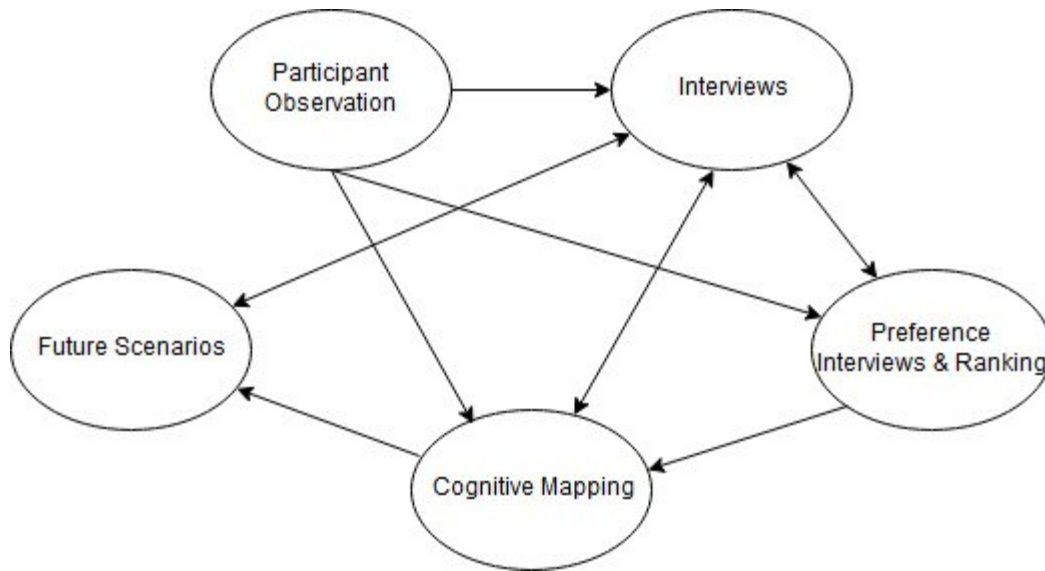 Participant
Observation
Interviews
Future Scenarios
Preference
Interviews & Ranking
Cognitive Mapping